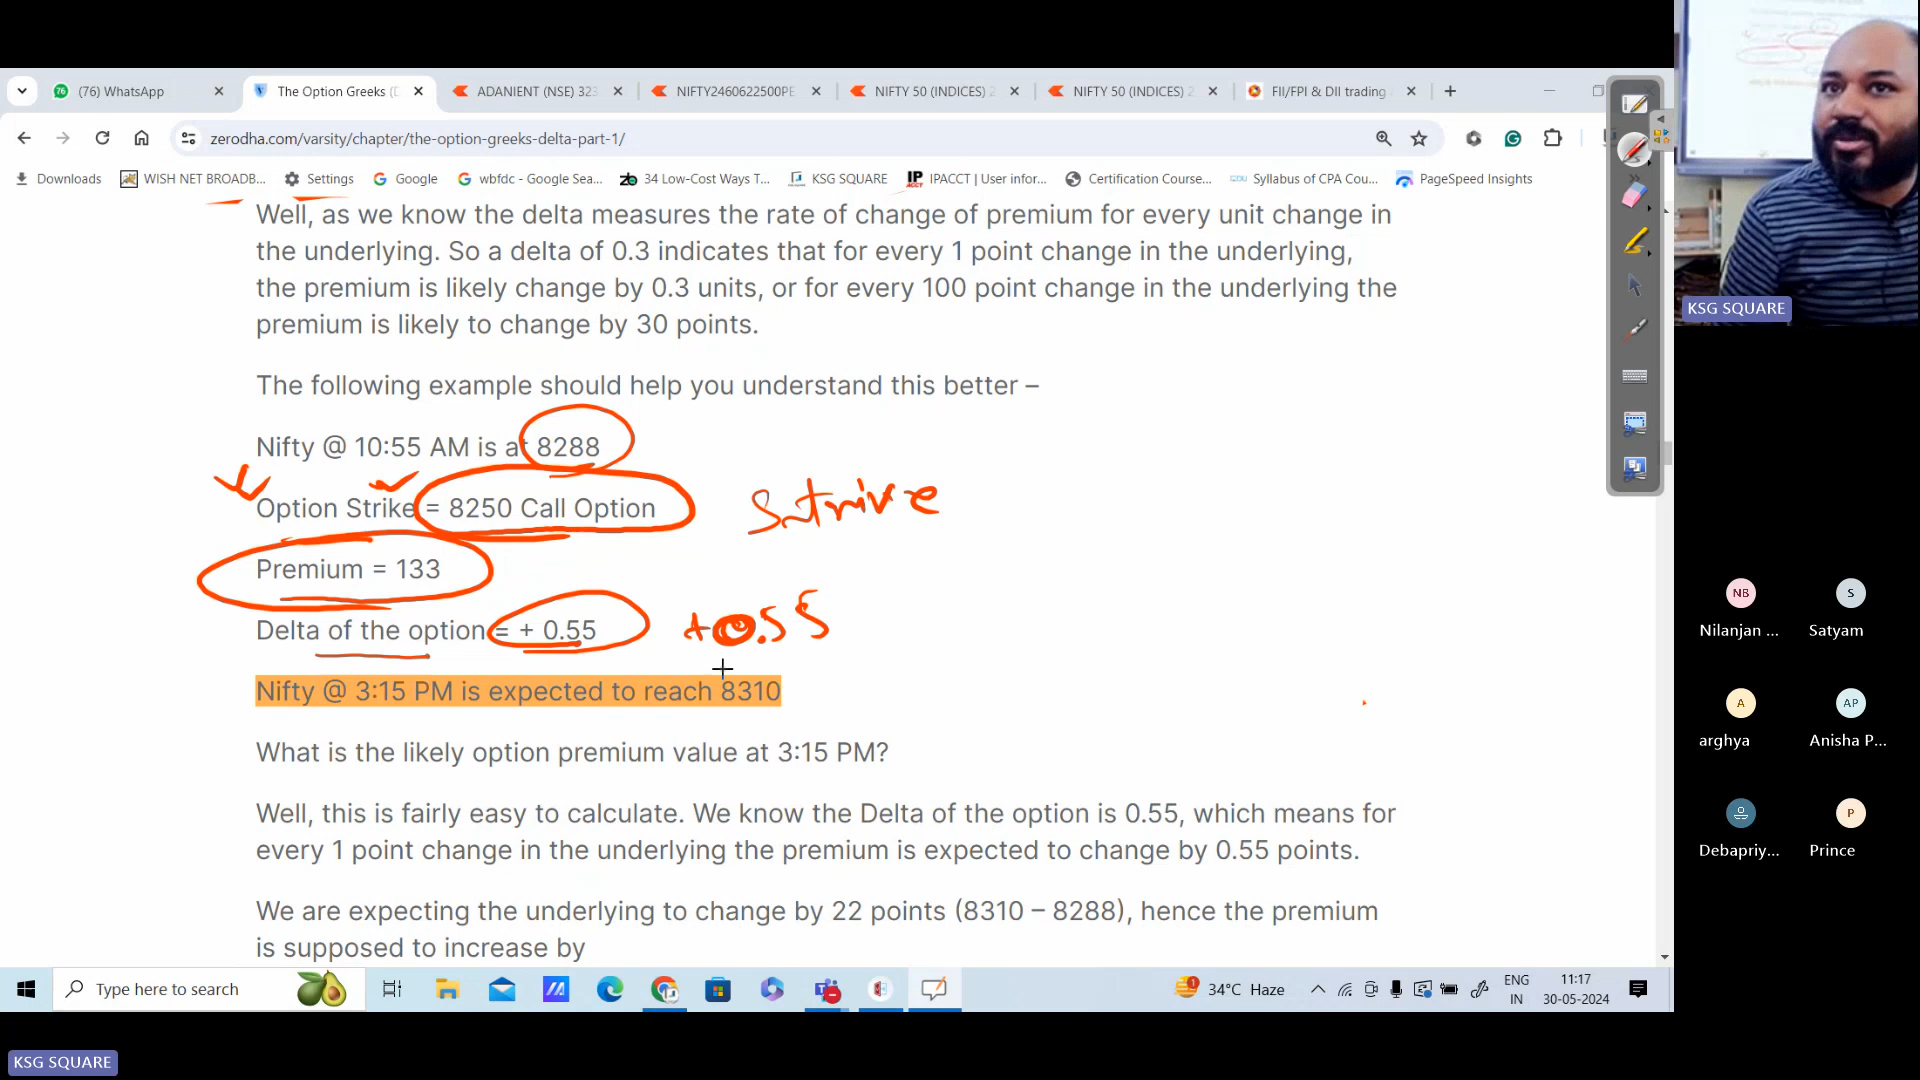 (76) WhatsApp
The Option Greeks (
ADANIENT (NSE) 323
NIFTY2460622500PE
NIFTY 50 (INDICES) 2
NIFTY 50 (INDICES) 2
FII/FPI & DII trading
zerodha.com/varsity/chapter/the-option-greeks-delta-part-1/
Downloads
WISH NET BROADB...
Settings
Google
wbfdc - Google Sea...
34 Low-Cost Ways T...
KSG SQUARE
IPACCT | User infor...
Certification Course...
Syllabus of CPA Cou...
PageSpeed Insights
Well, as we know the delta measures the rate of change of premium for every unit change in
the underlying. So a delta of 0.3 indicates that for every 1 point change in the underlying,
the premium is likely change by 0.3 units, or for every 100 point change in the underlying the
premium is likely to change by 30 points.
The following example should help you understand this better –
Nifty @ 10:55 AM is at 8288
Option Strike = 8250 Call Option
Premium = 133
Delta of the option = + 0.55
+0.55
Nifty @ 3:15 PM is expected to reach 8310
What is the likely option premium value at 3:15 PM?
Well, this is fairly easy to calculate. We know the Delta of the option is 0.55, which means for
every 1 point change in the underlying the premium is expected to change by 0.55 points.
We are expecting the underlying to change by 22 points (8310 – 8288), hence the premium
is supposed to increase by
KSG SQUARE
NB
Nilanjan ...
S
Satyam
A
arghya
AP
Anisha P...
Debapriy...
P
Prince
Type here to search
34°C Haze
ENG
IN
11:17
30-05-2024
KSG SQUARE